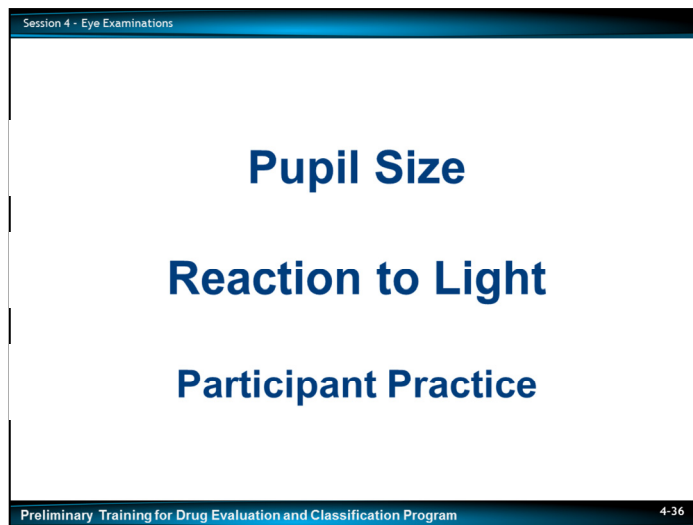 Session 4 - Eye Examinations
Pupil Size
Reaction to Light
Participant Practice
Preliminary Training for Drug Evaluation and Classification Program
4-36